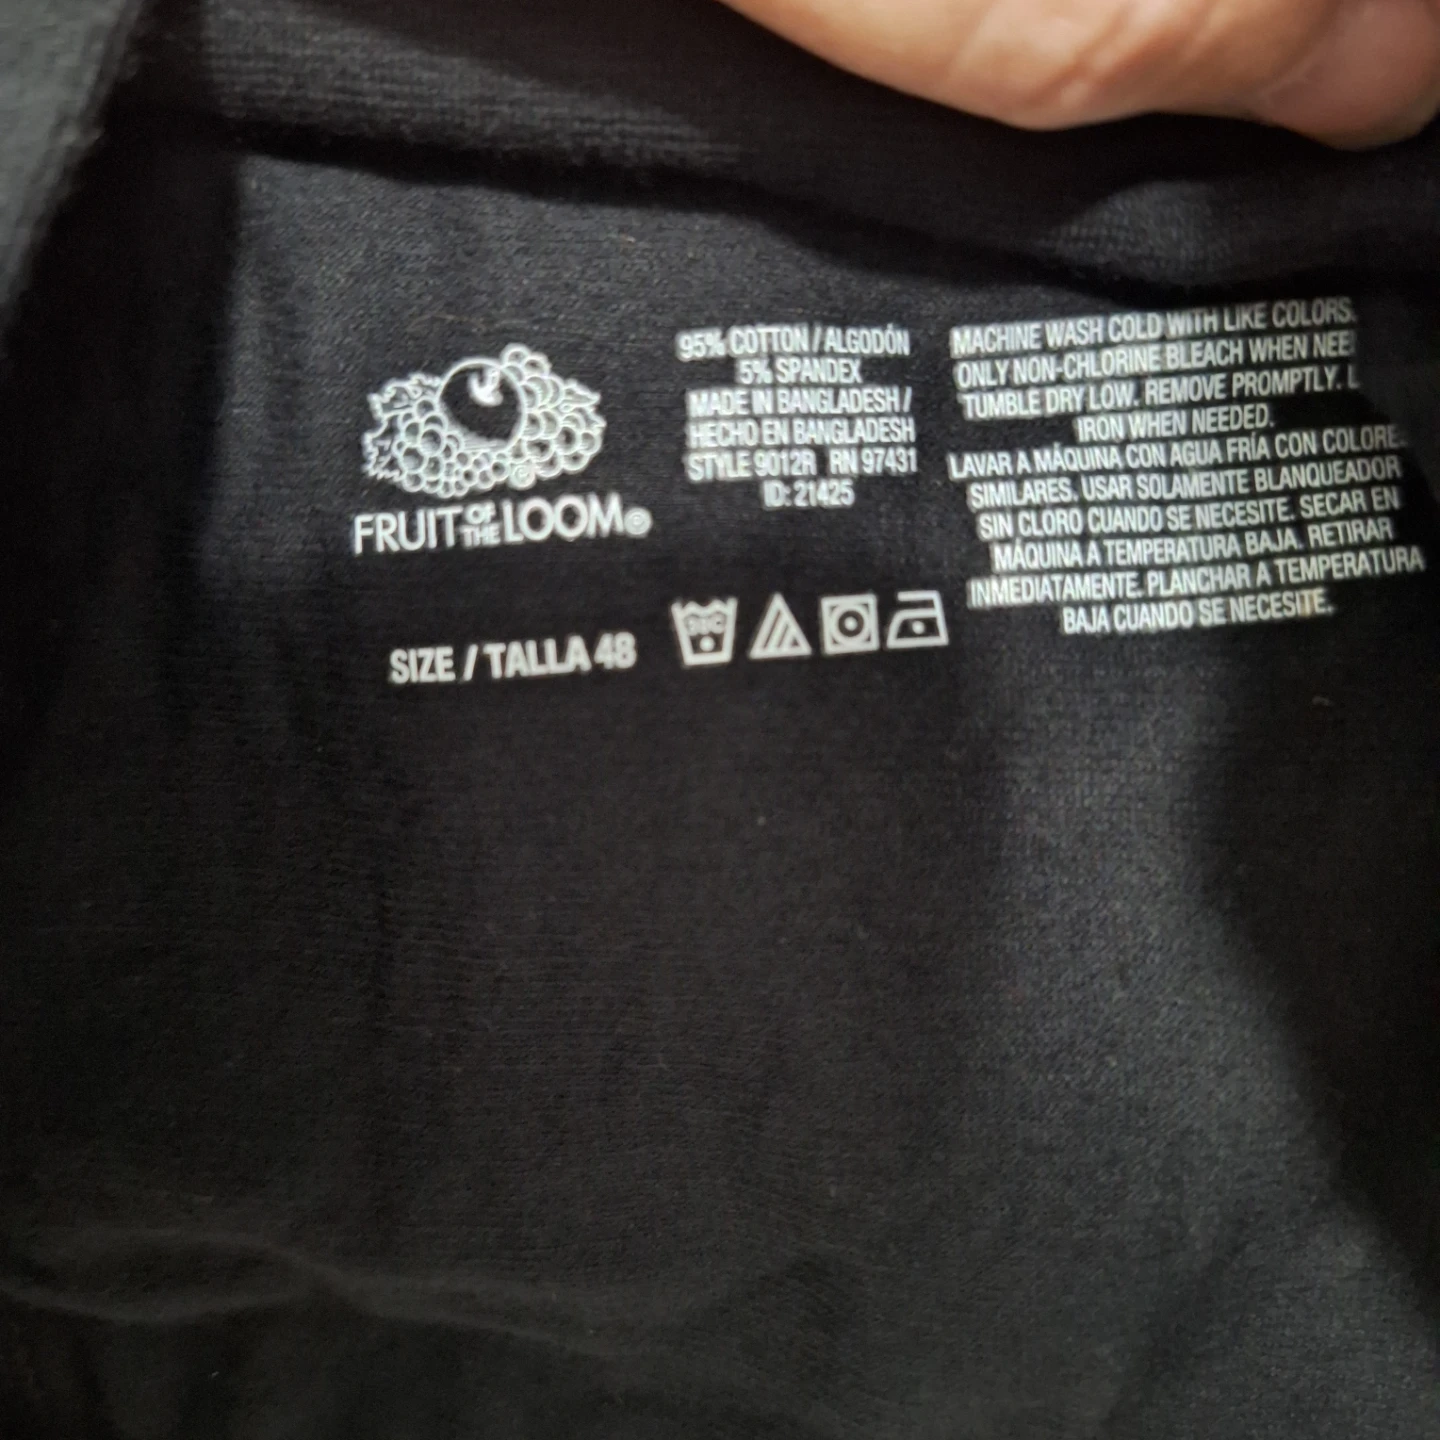 FRUIT OF THE LOOM®
SIZE / TALLA 48
95% COTTON / ALGODÓN
5% SPANDEX
MADE IN BANGLADESH /
HECHO EN BANGLADESH
STYLE 9012R RN 97431
ID: 21425
30C
MACHINE WASH COLD WITH LIKE COLORS.
ONLY NON-CHLORINE BLEACH WHEN NEE
TUMBLE DRY LOW. REMOVE PROMPTLY. L
IRON WHEN NEEDED.
LAVAR A MÁQUINA CON AGUA FRÍA CON COLORE
SIMILARES. USAR SOLAMENTE BLANQUEADOR
SIN CLORO CUANDO SE NECESITE. SECAR EN
MÁQUINA A TEMPERATURA BAJA. RETIRAR
INMEDIATAMENTE. PLANCHAR A TEMPERATURA
BAJA CUANDO SE NECESITE.